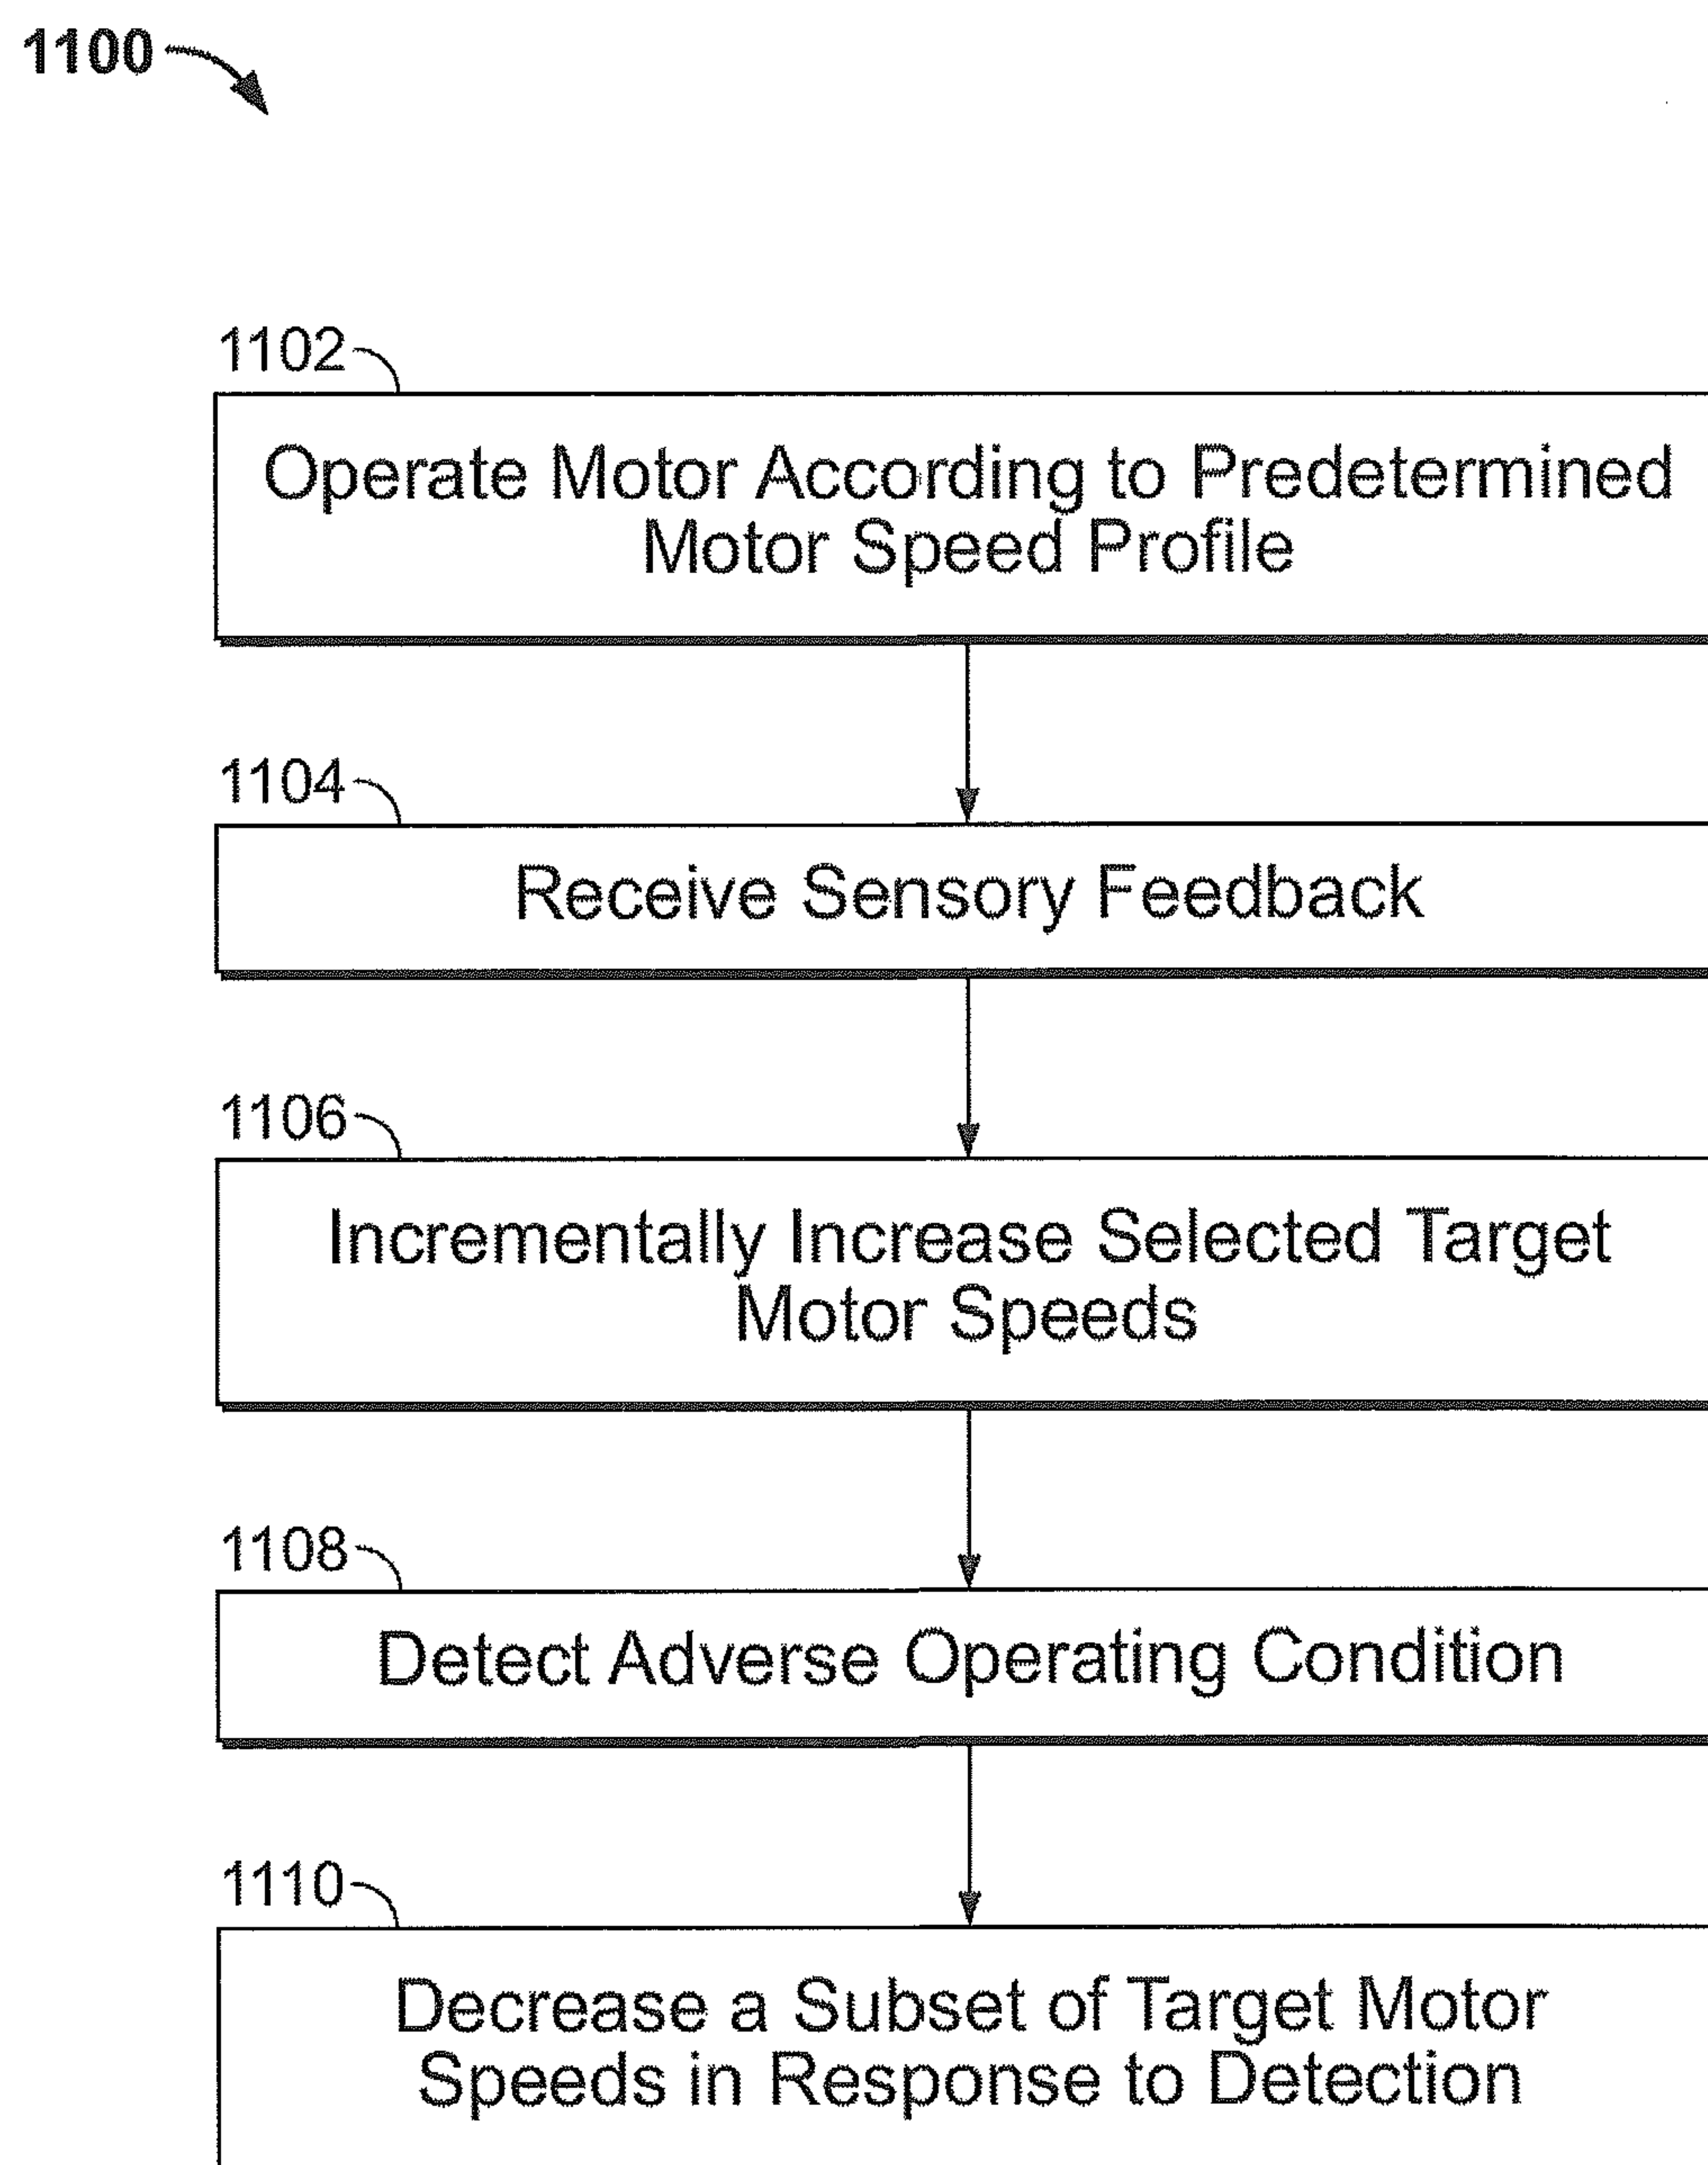 1100
1102
Operate Motor According to Predetermined
Motor Speed Profile
1104
Receive Sensory Feedback
1106
Incrementally Increase Selected Target
Motor Speeds
1108
Detect Adverse Operating Condition
1110
Decrease a Subset of Target Motor
Speeds in Response to Detection